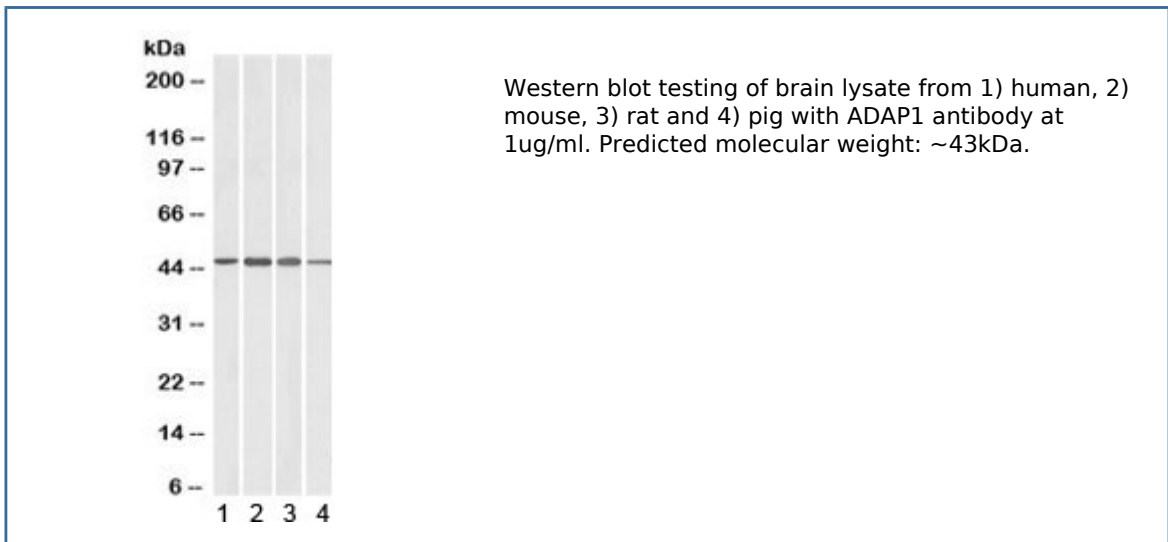 kDa
200 --
116 --
97 --
66 --
44 --
31 --
22 --
14 --
6 --
1 2 3 4
Western blot testing of brain lysate from 1) human, 2)
mouse, 3) rat and 4) pig with ADAP1 antibody at
1ug/ml. Predicted molecular weight: ~43kDa.